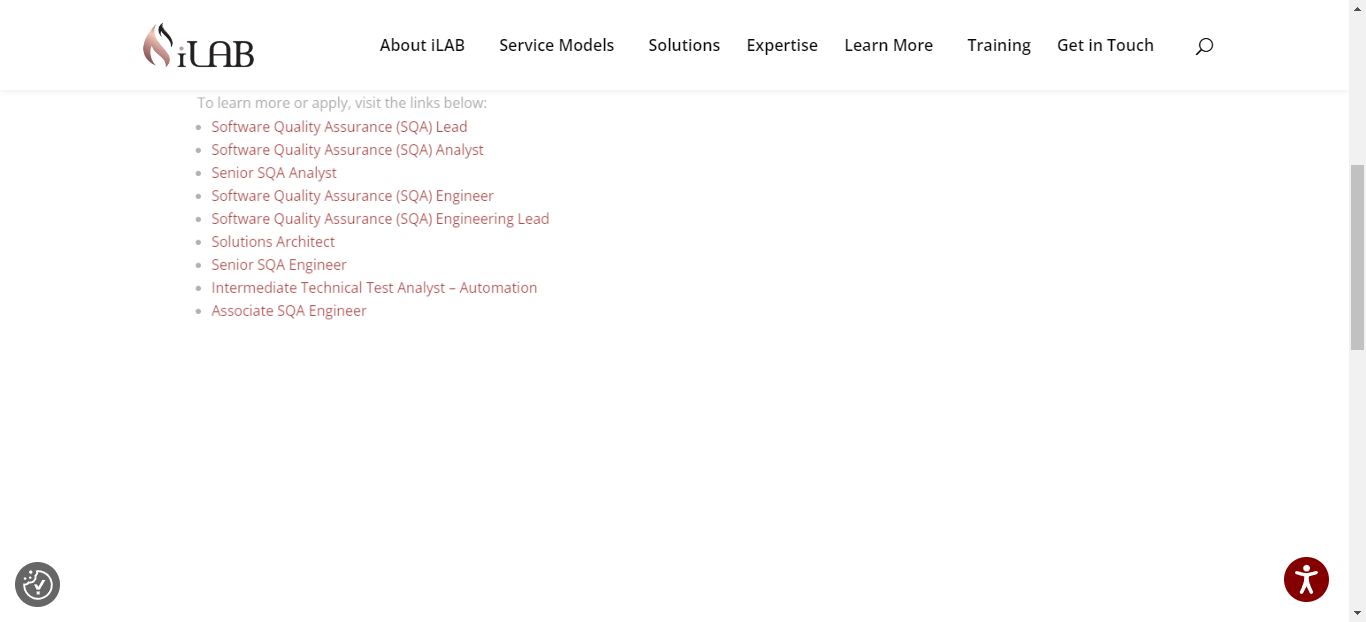 iLAB
About iLAB
Service Models
Solutions
Expertise
Learn More
Training
Get in Touch
To learn more or apply, visit the links below:
Software Quality Assurance (SQA) Lead
Software Quality Assurance (SQA) Analyst
Senior SQA Analyst
Software Quality Assurance (SQA) Engineer
Software Quality Assurance (SQA) Engineering Lead
Solutions Architect
Senior SQA Engineer
Intermediate Technical Test Analyst – Automation
Associate SQA Engineer